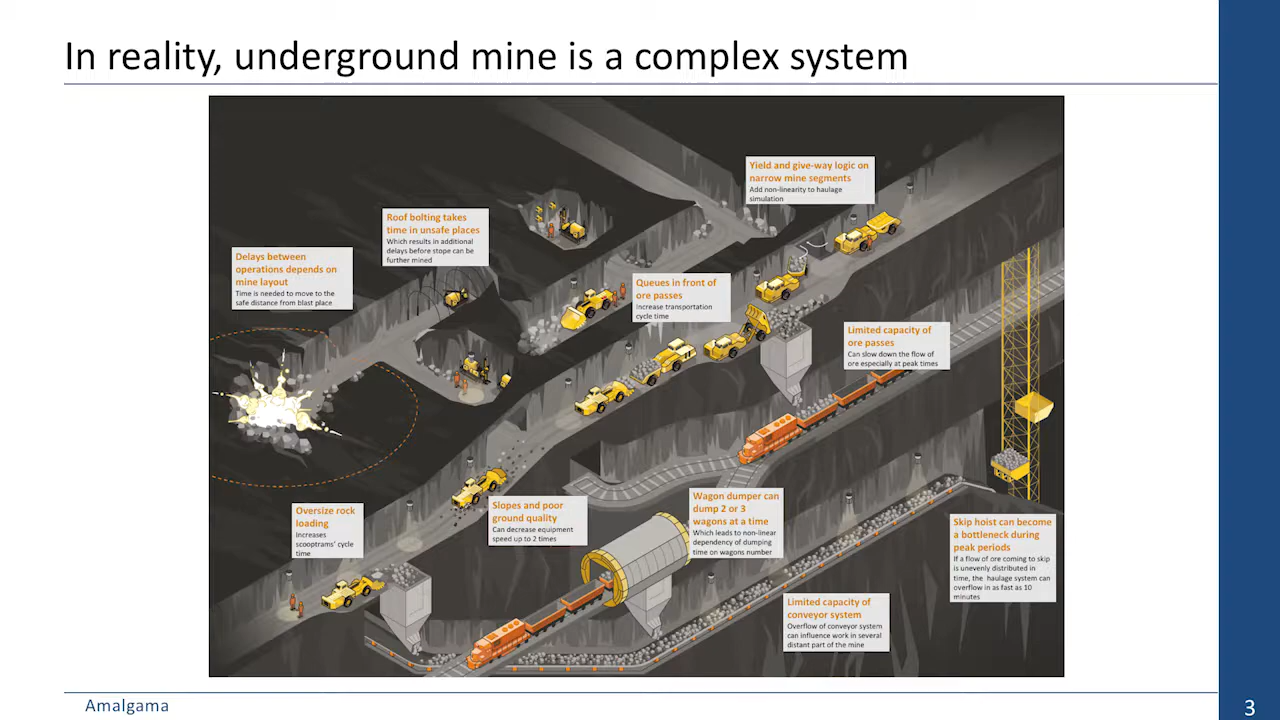 In reality, underground mine is a complex system
Yield and give-way logic on
narrow mine segments
Add non-linearity to haulage
simulation
Roof bolting takes
time in unsafe places
Which results in additional
delays before stope can be
further mined
Delays between
operations depends on
mine layout
Time is needed to move to the
safe distance from blast place
Queues in front of
ore passes
Increase transportation
cycle time
Limited capacity of
ore passes
Can slow down the flow of
ore especially at peak times
Oversize rock
loading
Increases
scooptrams' cycle
time
Slopes and poor
ground quality
Can decrease equipment
speed up to 2 times
Wagon dumper can
dump 2 or 3
wagons at a time
Which leads to non-linear
dependency of dumping
time on wagons number
Skip hoist can become
a bottleneck during
peak periods
If a flow of ore coming to skip
is unevenly distributed in
time, the haulage system can
overflow in as fast as 10
minutes
Limited capacity of
conveyor system
Overflow of conveyor system
can influence work in several
distant part of the mine
Amalgama
3